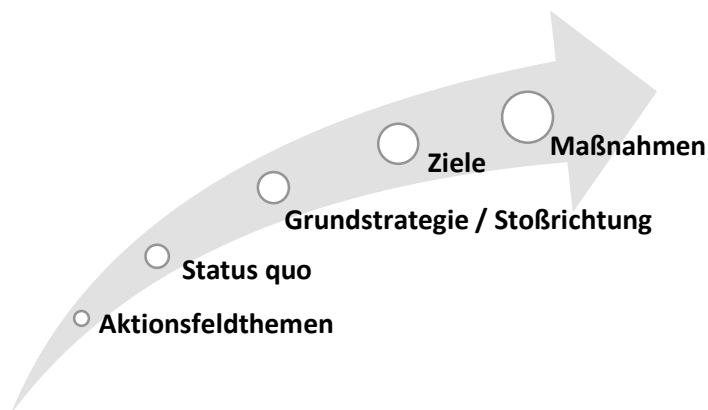 Maßnahmen
Ziele
Grundstrategie / Stoßrichtung
Status quo
Aktionsfeldthemen